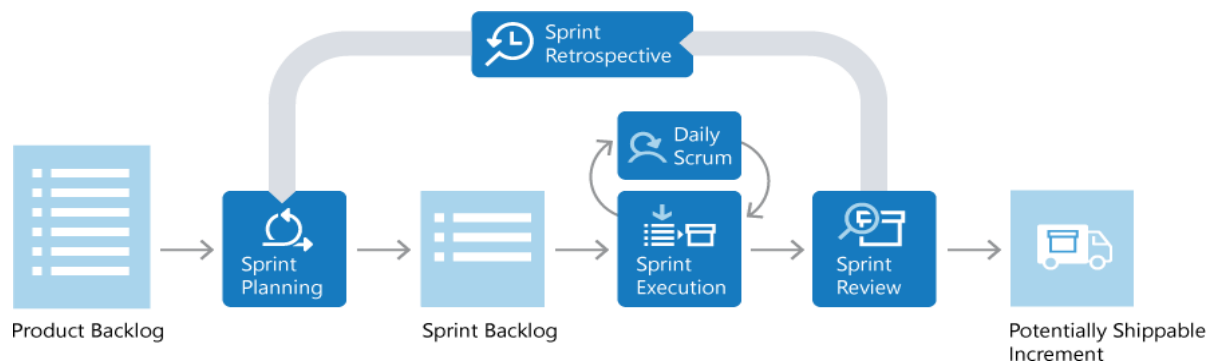 Sprint
Retrospective
Daily
Scrum
Sprint
Planning
Sprint
Execution
Sprint
Review
Product Backlog
Sprint Backlog
Potentially Shippable
Increment